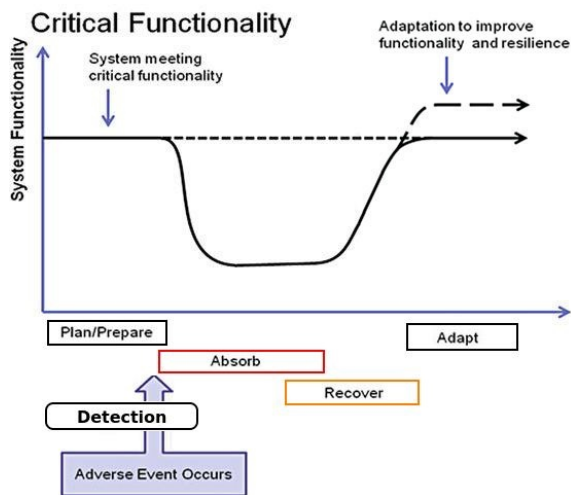 Critical Functionality
Adaptation to improve
functionality and resilience
System meeting
critical functionality
System Functionality
Plan/Prepare
Adapt
Absorb
Recover
Detection
Adverse Event Occurs